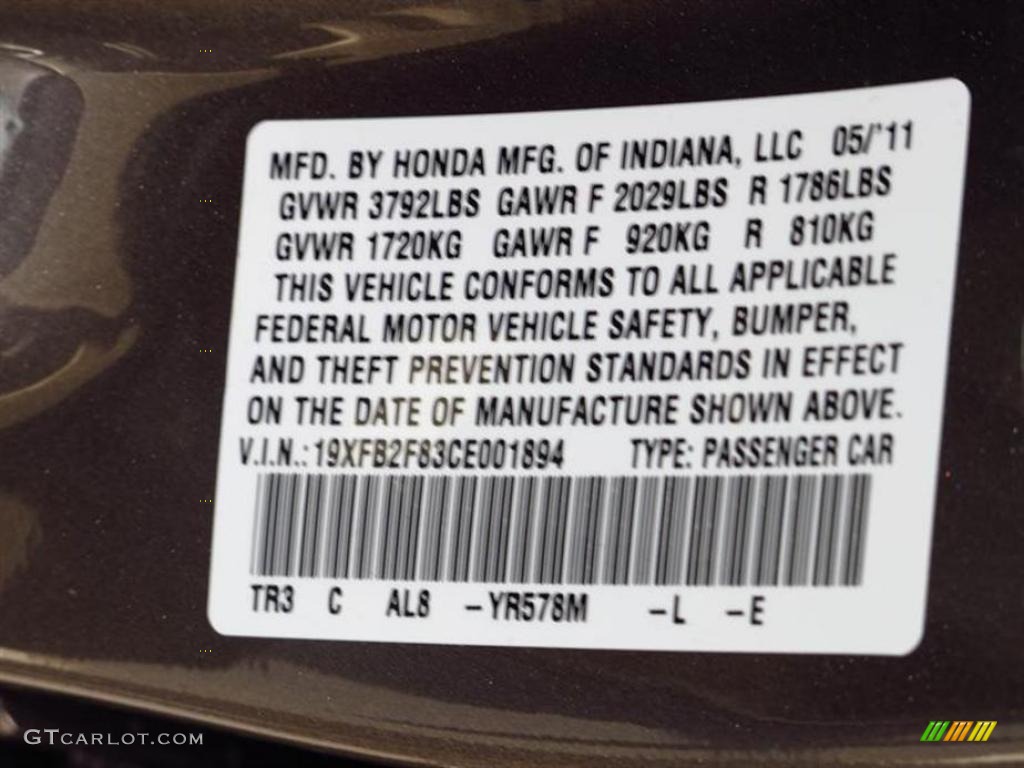 MFD. BY HONDA MFG. OF INDIANA, LLC 05/'11
GVWR 3792LBS GAWR F 2029LBS R 1786LBS
GVWR 1720KG GAWR F 920KG R 810KG
THIS VEHICLE CONFORMS TO ALL APPLICABLE
FEDERAL MOTOR VEHICLE SAFETY, BUMPER,
AND THEFT PREVENTION STANDARDS IN EFFECT
ON THE DATE OF MANUFACTURE SHOWN ABOVE.
V.I.N.: 19XFB2F83CE001894 TYPE: PASSENGER CAR
TR3 C AL8 -YR578M -L -E
GTCARLOT.COM